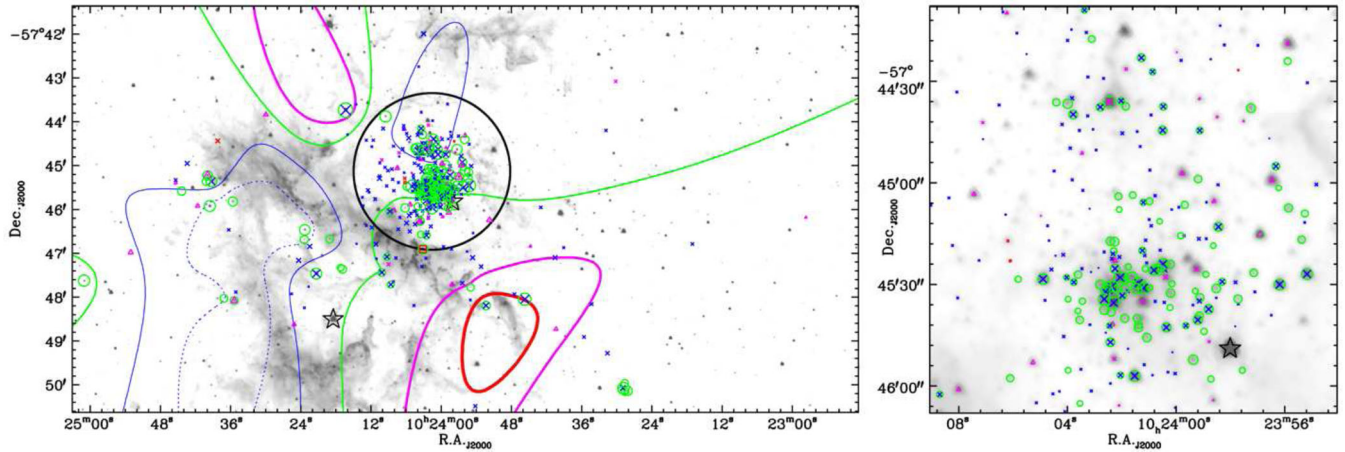 −57°42′
43′
44′
45′
46′
47′
48′
49′
50′
Dec.J2000
25ᵐ00ˢ
48ˢ
36ˢ
24ˢ
12ˢ
10ʰ24ᵐ00ˢ
48ˢ
36ˢ
24ˢ
12ˢ
23ᵐ00ˢ
R.A.J2000
−57°
44′30″
45′00″
45′30″
46′00″
Dec.J2000
08ˢ
04ˢ
10ʰ24ᵐ00ˢ
23ᵐ56ˢ
R.A.J2000